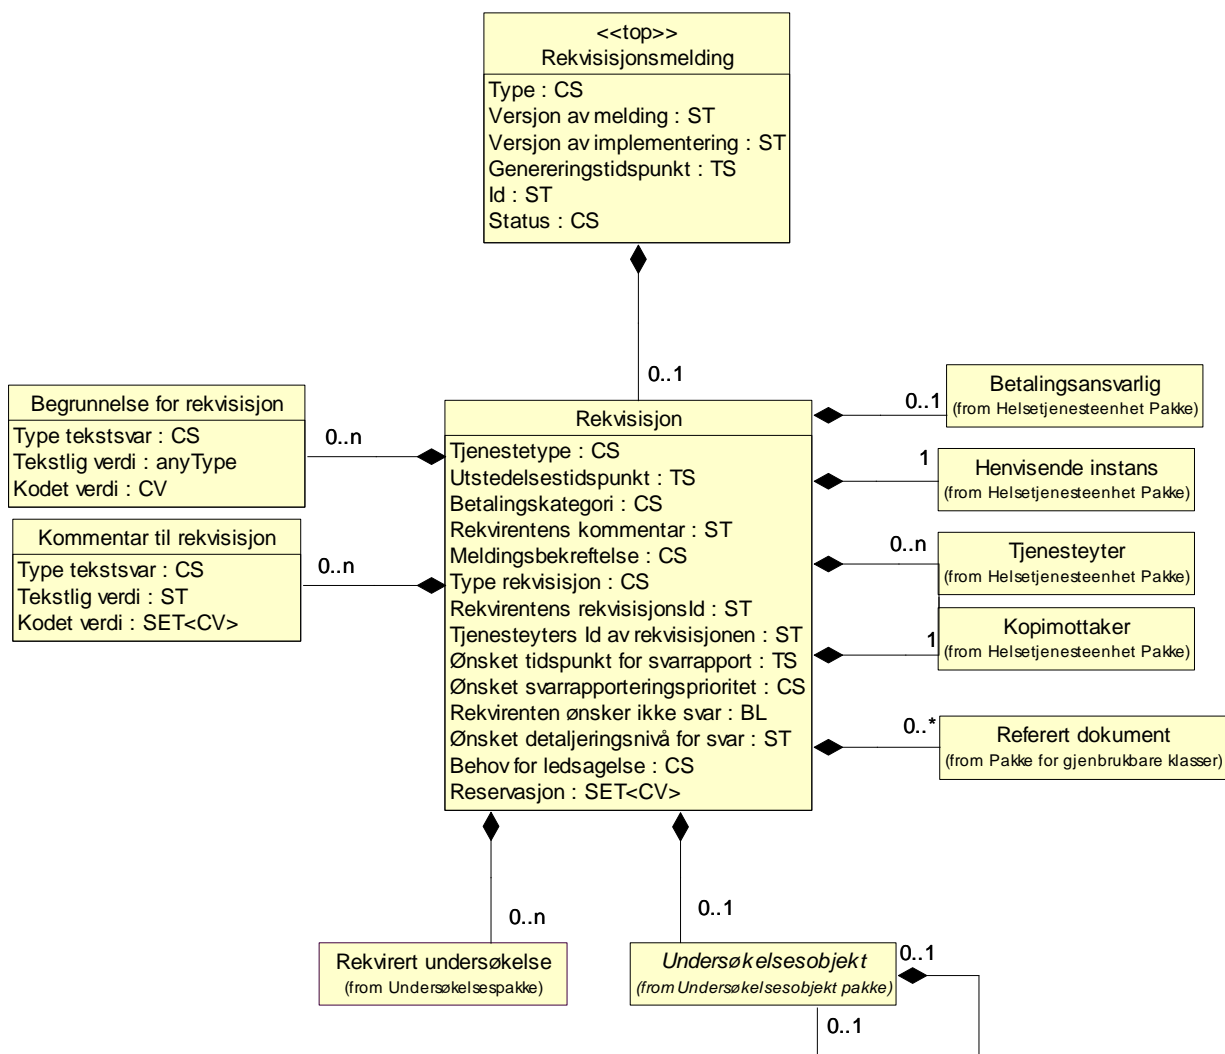 <<top>>
Rekvisisjonsmelding
Type : CS
Versjon av melding : ST
Versjon av implementering : ST
Genereringstidspunkt : TS
Id : ST
Status : CS
0..1
Begrunnelse for rekvisisjon
Type tekstsvar : CS
Tekstlig verdi : anyType
Kodet verdi : CV
0..n
Kommentar til rekvisisjon
Type tekstsvar : CS
Tekstlig verdi : ST
Kodet verdi : SET<CV>
0..n
Rekvisisjon
Tjenestetype : CS
Utstedelsestidspunkt : TS
Betalingskategori : CS
Rekvirentens kommentar : ST
Meldingsbekreftelse : CS
Type rekvisisjon : CS
Rekvirentens rekvisisjonsId : ST
Tjenesteyters Id av rekvisisjonen : ST
Ønsket tidspunkt for svarrapport : TS
Ønsket svarrapporteringsprioritet : CS
Rekvirenten ønsker ikke svar : BL
Ønsket detaljeringsnivå for svar : ST
Behov for ledsagelse : CS
Reservasjon : SET<CV>
0..1
Betalingsansvarlig
(from Helsetjenesteenhet Pakke)
1
Henvisende instans
(from Helsetjenesteenhet Pakke)
0..n
Tjenesteyter
(from Helsetjenesteenhet Pakke)
1
Kopimottaker
(from Helsetjenesteenhet Pakke)
0..*
Referert dokument
(from Pakke for gjenbrukbare klasser)
0..n
Rekvirert undersøkelse
(from Undersøkelsespakke)
0..1
Undersøkelsesobjekt
(from Undersøkelsesobjekt pakke)
0..1
0..1